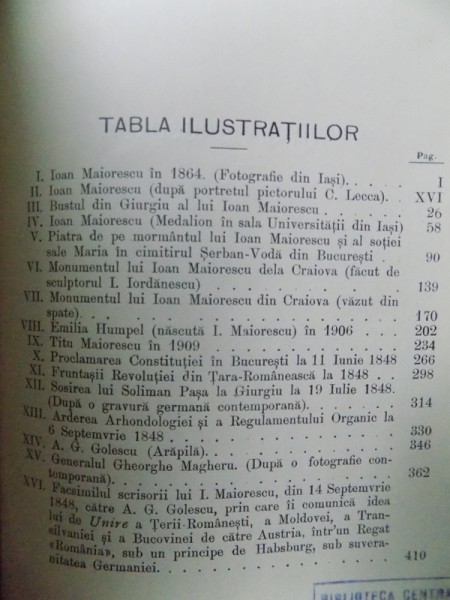 TABLA ILUSTRAȚIILOR
Pag.
I. Ioan Maiorescu în 1864. (Fotografie din Iași). . . . . I
II. Ioan Maiorescu (după portretul pictorului C. Lecca). . XVI
III. Bustul din Giurgiu al lui Ioan Maiorescu . . . . . . 26
IV. Ioan Maiorescu (Medalion în sala Universității din Iași) 58
V. Piatra de pe mormântul lui Ioan Maiorescu și al soției
sale Maria în cimitirul Șerban-Vodă din București . 90
VI. Monumentul lui Ioan Maiorescu dela Craiova (făcut de
sculptorul I. Iordănescu) . . . . . . . . . . . 139
VII. Monumentul lui Ioan Maiorescu din Craiova (văzut din
spate). . . . . . . . . . . . . . . . . 170
VIII. Emilia Humpel (născută I. Maiorescu) în 1906 . . . . 202
IX. Titu Maiorescu în 1909 . . . . . . . . . . . . 234
X. Proclamarea Constituției în București la 11 Iunie 1848 266
XI. Fruntașii Revoluției din Țara-Românească la 1848 . . . 298
XII. Sosirea lui Soliman Pașa la Giurgiu la 19 Iulie 1848.
(După o gravură germană contemporană). . . . . . 314
XIII. Arderea Arhondologiei și a Regulamentului Organic la
6 Septemvrie 1848 . . . . . . . . . . . . 330
XIV. A. G. Golescu (Arăpilă). . . . . . . . . . . 346
XV. Generalul Gheorghe Magheru. (După o fotografie con-
temporană). . . . . . . . . . . . . . . 362
XVI. Facsimilul scrisorii lui I. Maiorescu, din 14 Septemvrie
1848, către A. G. Golescu, prin care îi comunică idea
lui de Unire a Țerii-Românești, a Moldovei, a Tran-
silvaniei și a Bucovinei de către Austria, într'un Regat
«România», sub un principe de Habsburg, sub suvera-
nitatea Germaniei. . . . . . . . . . . . . 410
BIBLIOTECA CENTRA